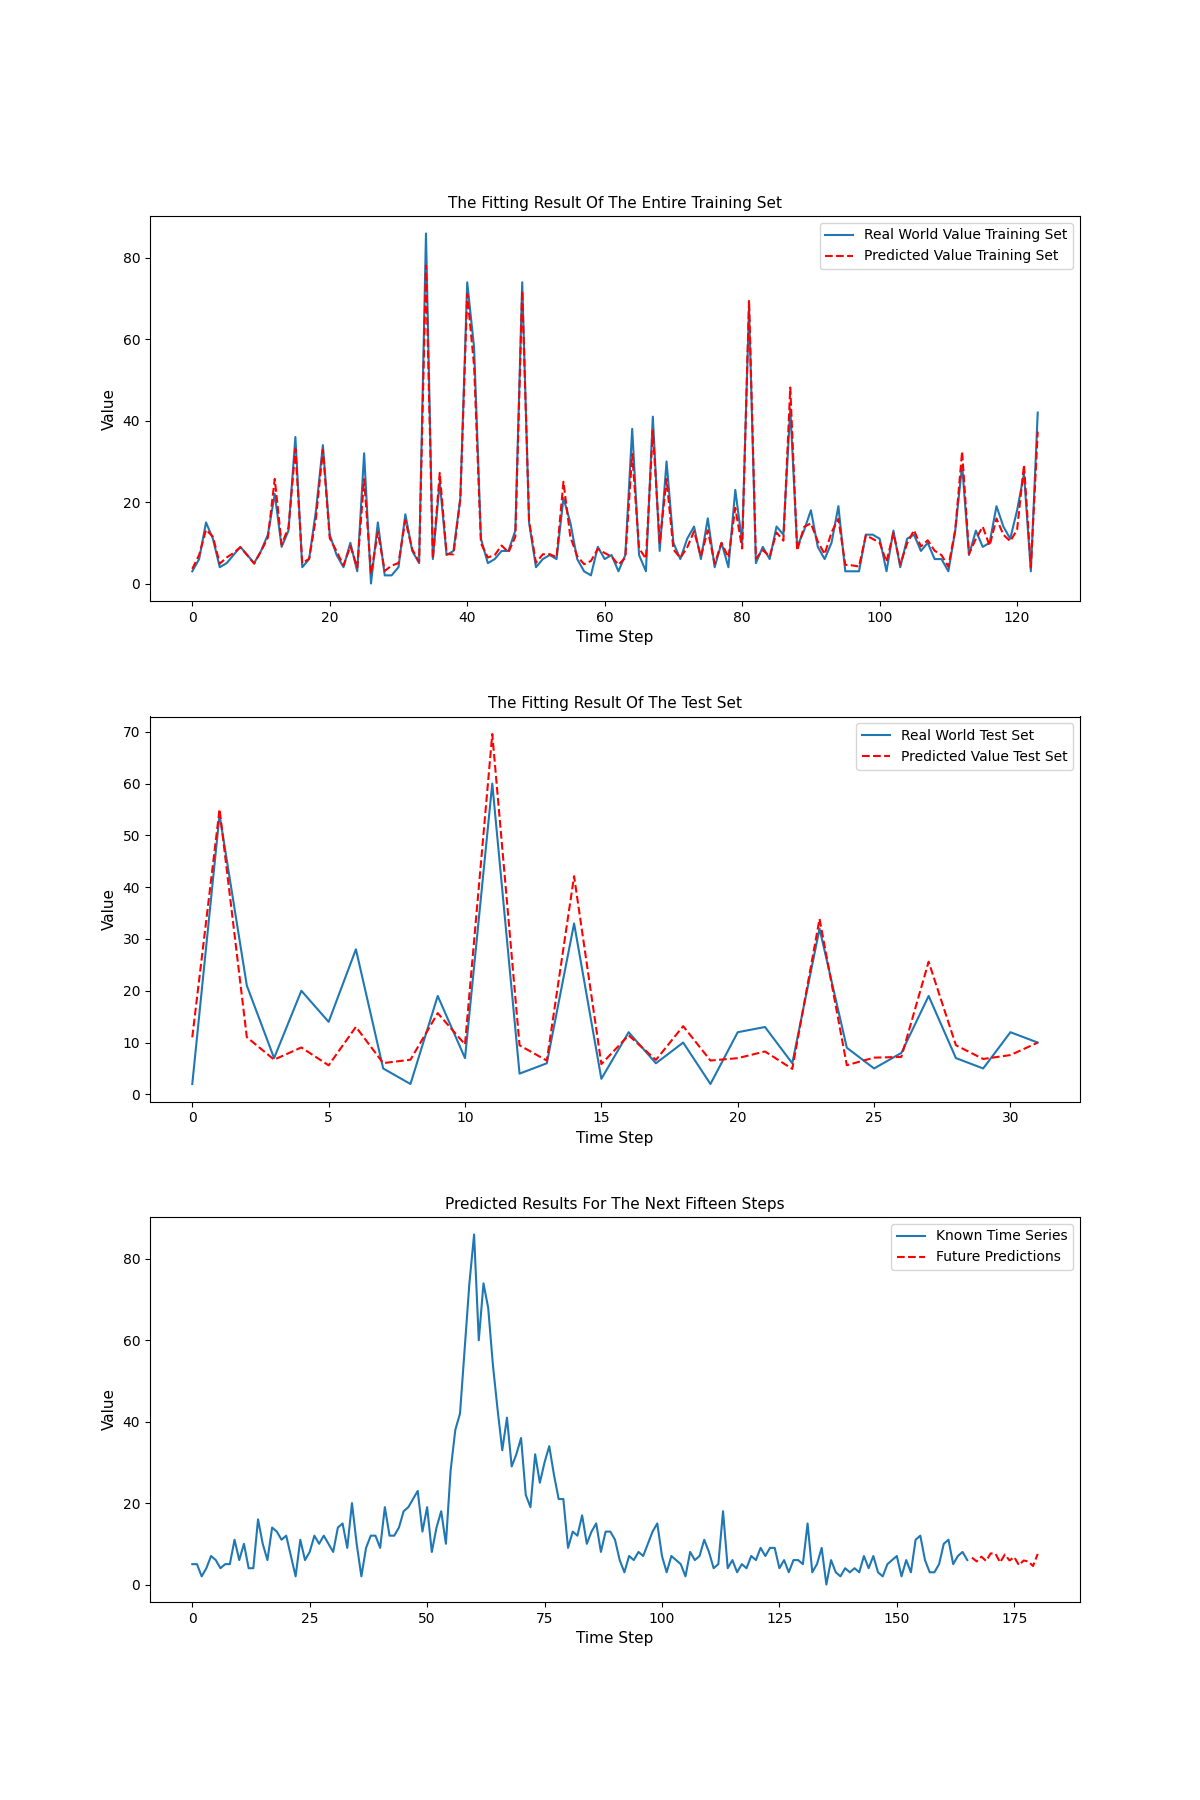 The Fitting Result Of The Entire Training Set
Real World Value Training Set
Predicted Value Training Set
Value
80
60
40
20
0
0 20 40 60 80 100 120
Time Step
The Fitting Result Of The Test Set
Real World Test Set
Predicted Value Test Set
Value
70
60
50
40
30
20
10
0
0 5 10 15 20 25 30
Time Step
Predicted Results For The Next Fifteen Steps
Known Time Series
Future Predictions
Value
80
60
40
20
0
0 25 50 75 100 125 150 175
Time Step